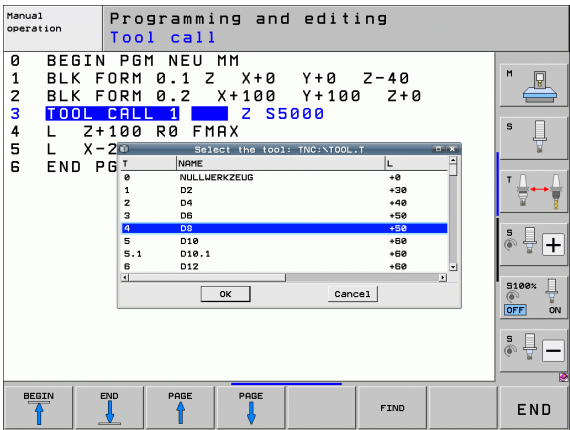 Manual operation
Programming and editing
Tool call
0 BEGIN PGM NEU MM
1 BLK FORM 0.1 Z X+0 Y+0 Z-40
2 BLK FORM 0.2 X+100 Y+100 Z+0
3 TOOL CALL 1 Z S5000
4 L Z+100 R0 FMAX
5 L X-2
6 END PG
Select the tool: TNC:\TOOL.T
T NAME L
0 NULLWERKZEUG +0
1 D2 +30
2 D4 +40
3 D6 +50
4 D8 +50
5 D10 +60
5.1 D10.1 +60
6 D12 +60
OK Cancel
M
S
T
S
+
S100%
OFF ON
S
-
BEGIN END PAGE PAGE FIND END